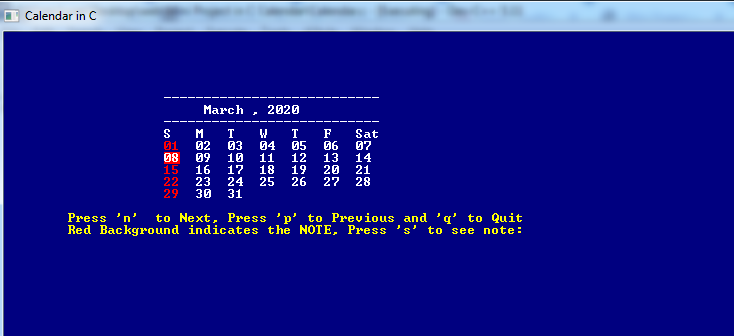 Calendar in C
---------------------------
March , 2020
---------------------------
S M T W T F Sat
01 02 03 04 05 06 07
08 09 10 11 12 13 14
15 16 17 18 19 20 21
22 23 24 25 26 27 28
29 30 31
Press 'n'  to Next, Press 'p' to Previous and 'q' to Quit
Red Background indicates the NOTE, Press 's' to see note: